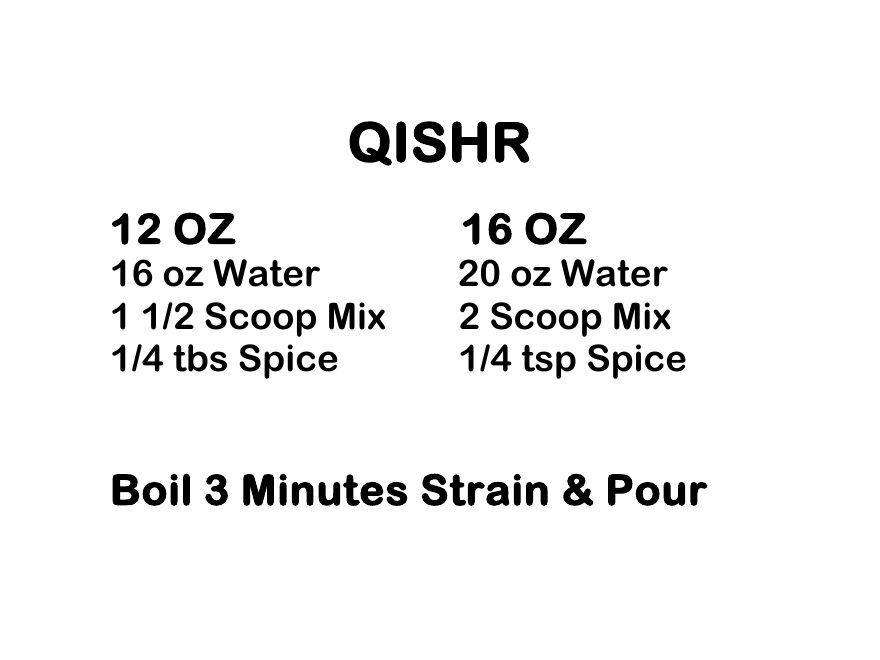 QISHR
12 OZ
16 oz Water
1 1/2 Scoop Mix
1/4 tbs Spice
16 OZ
20 oz Water
2 Scoop Mix
1/4 tsp Spice
Boil 3 Minutes Strain & Pour